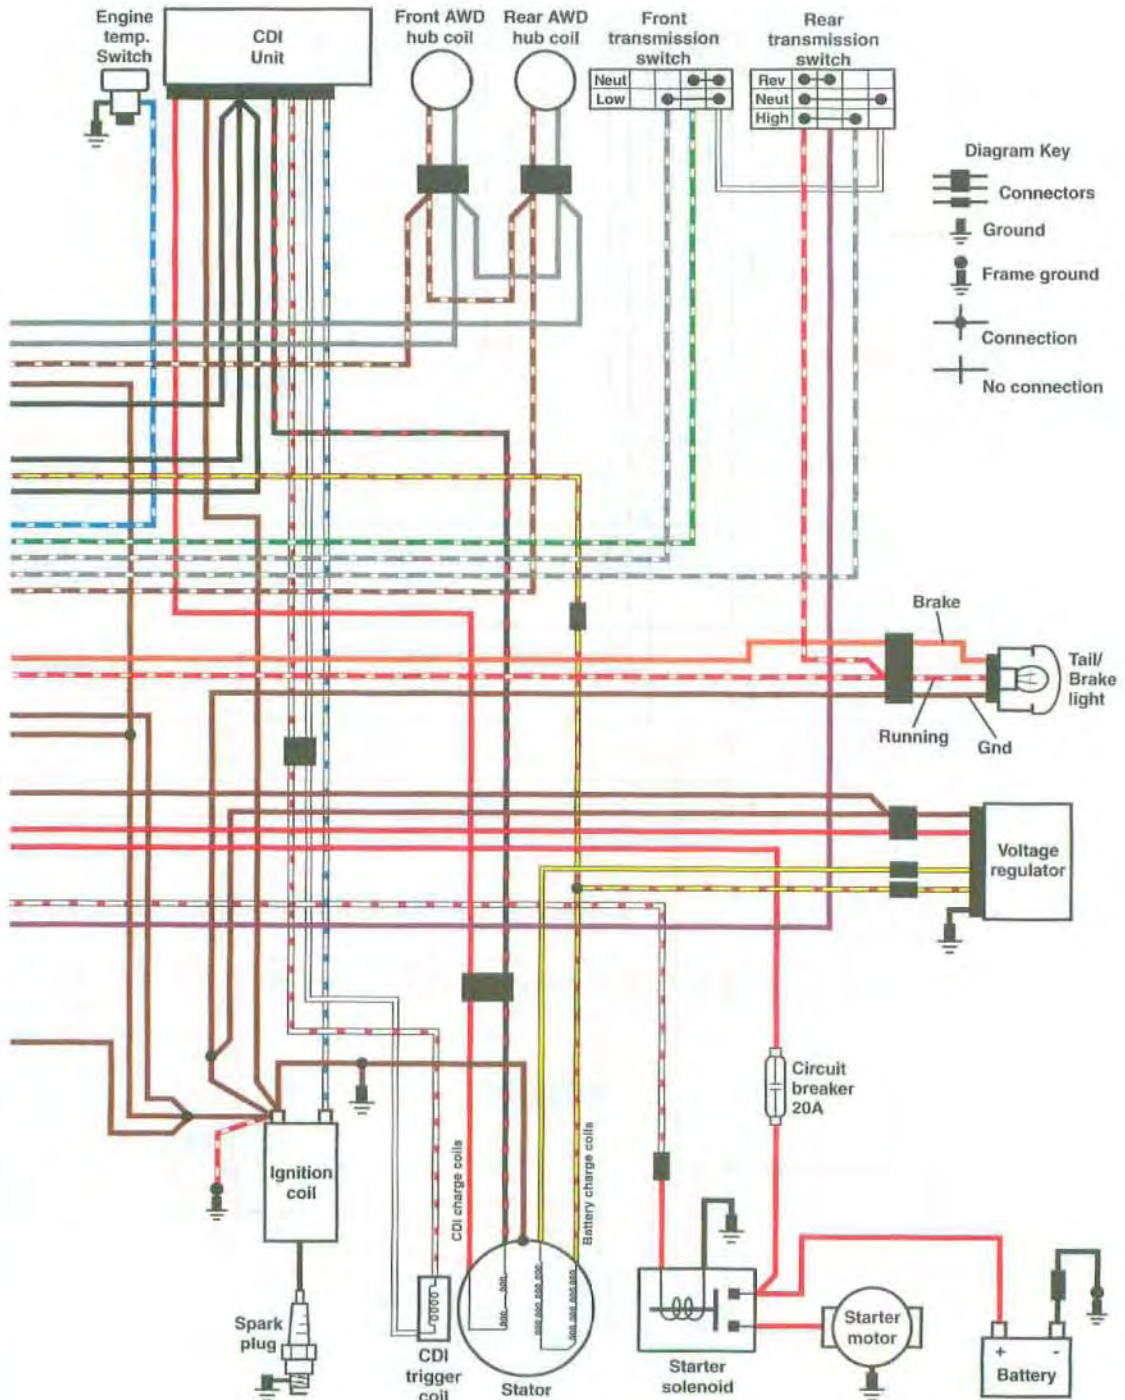 Engine
temp.
Switch
CDI
Unit
Front AWD
hub coil
Rear AWD
hub coil
Front
transmission
switch
Neut
Low
Rear
transmission
switch
Rev
Neut
High
Diagram Key
Connectors
Ground
Frame ground
Connection
No connection
Brake
Tail/
Brake
light
Running
Gnd
Voltage
regulator
Circuit
breaker
20A
Ignition
coil
CDI charge coils
Battery charge coils
Spark
plug
CDI
trigger
coil
Stator
Starter
solenoid
Starter
motor
+ -
Battery